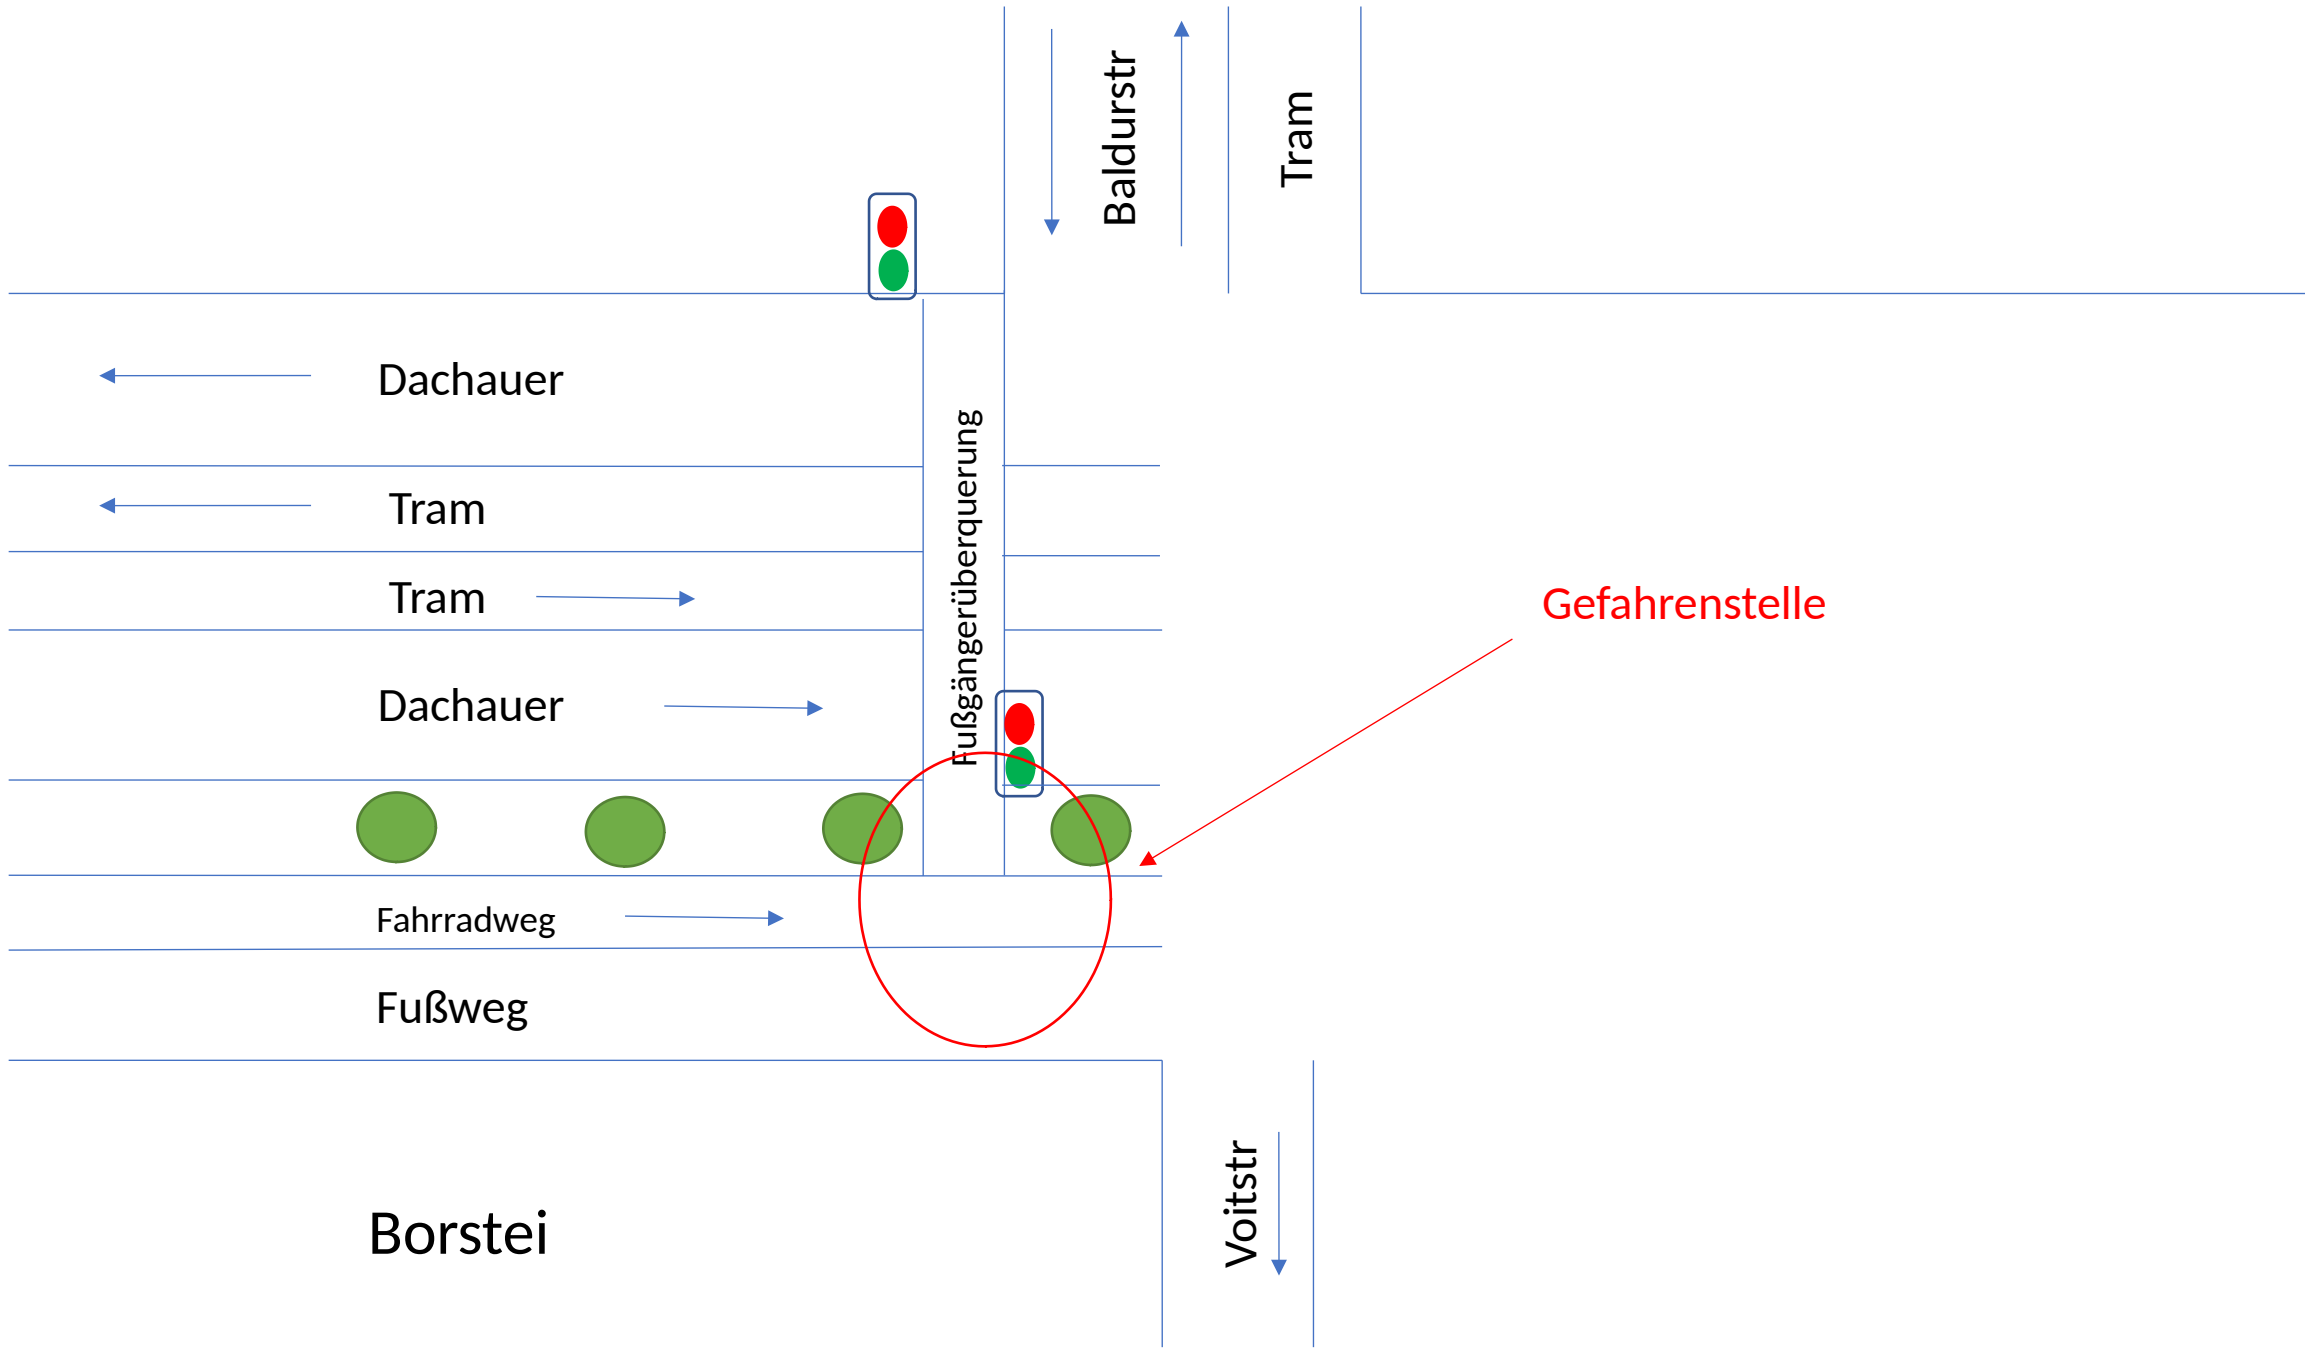 Baldurstr
Tram
Dachauer
Tram
Tram
Dachauer
Fußgängerüberquerung
Gefahrenstelle
Fahrradweg
Fußweg
Borstei
Voitstr